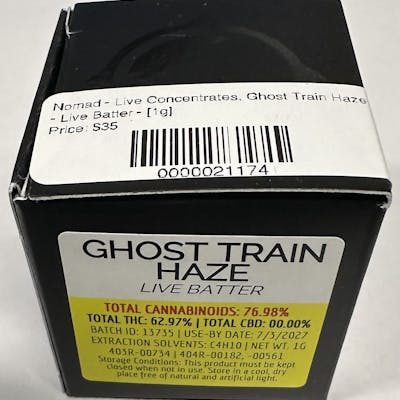 Nomad - Live Concentrates, Ghost Train Haze
- Live Batter - [1g]
Price: $35
0000021174
GHOST TRAIN
HAZE
LIVE BATTER
TOTAL CANNABINOIDS: 76.98%
TOTAL THC: 62.97% | TOTAL CBD: 00.00%
BATCH ID: 13735 | USE-BY DATE: 7/3/2027
EXTRACTION SOLVENTS: C4H10 | NET WT. 1G
403R-00734 | 404R-00182, -00561
Storage Conditions: This product must be kept
closed when not in use. Store in a cool, dry
place free of natural and artificial light.